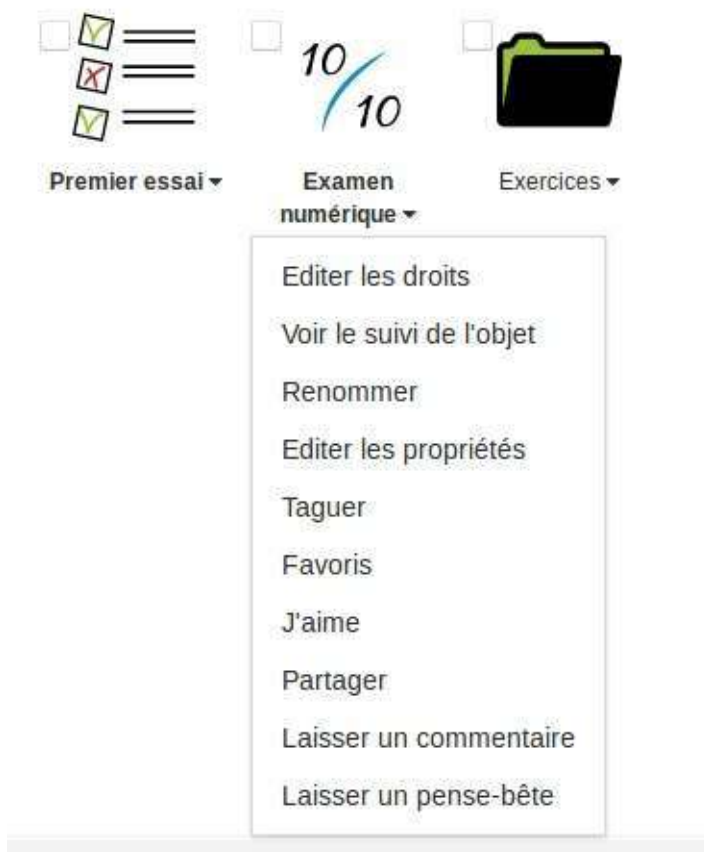 10
10
Premier essai
Examen
numérique
Exercices
Editer les droits
Voir le suivi de l'objet
Renommer
Editer les propriétés
Taguer
Favoris
J'aime
Partager
Laisser un commentaire
Laisser un pense-bête